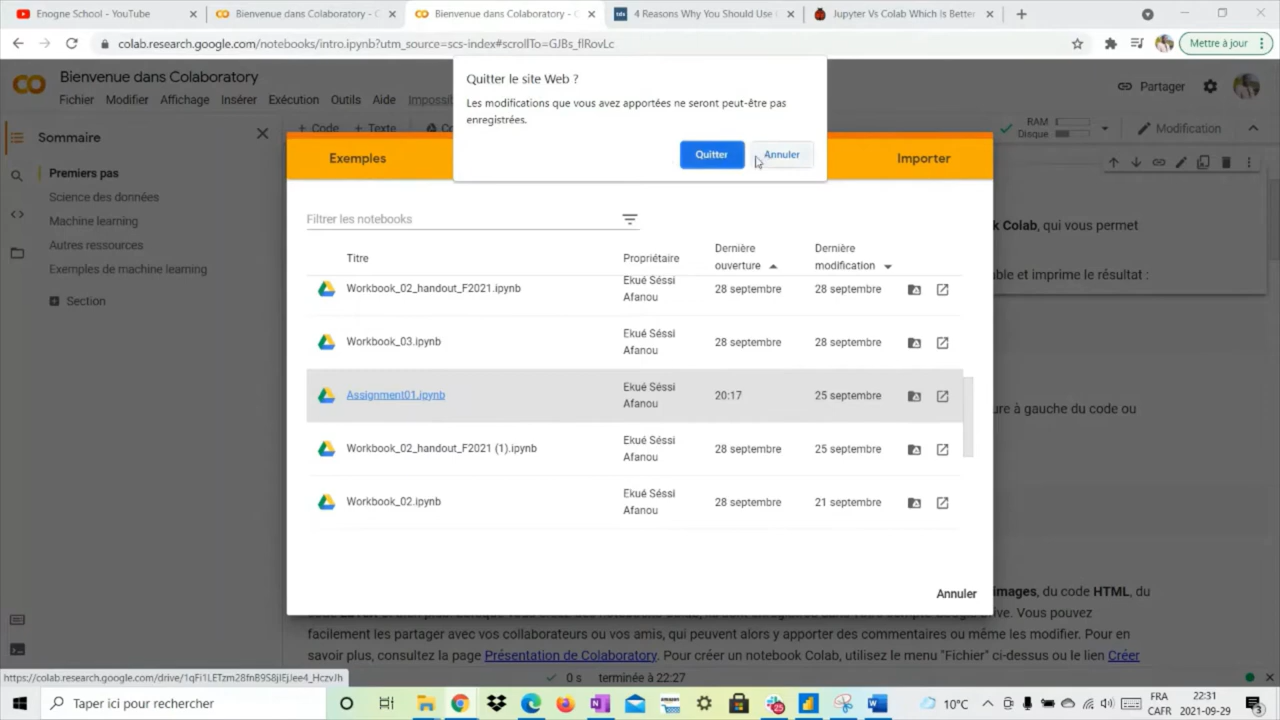 Enogne School - YouTube
Bienvenue dans Colaboratory - C
Bienvenue dans Colaboratory - C
4 Reasons Why You Should Use
Jupyter Vs Colab Which Is Better
colab.research.google.com/notebooks/intro.ipynb?utm_source=scs-index#scrollTo=GJBs_flRovLc
Mettre à jour
Bienvenue dans Colaboratory
Fichier Modifier Affichage Insérer Exécution Outils Aide
Partager
Quitter le site Web ?
Les modifications que vous avez apportées ne seront peut-être pas
enregistrées.
Quitter
Annuler
+ Code + Texte
RAM
Disque
Modification
Sommaire
Premiers pas
Science des données
Machine learning
Autres ressources
Exemples de machine learning
Section
Exemples
Importer
Filtrer les notebooks
Titre
Propriétaire
Dernière
ouverture
Dernière
modification
Workbook_02_handout_F2021.ipynb
Ekué Séssi
Afanou
28 septembre
28 septembre
Workbook_03.ipynb
Ekué Séssi
Afanou
28 septembre
28 septembre
Assignment01.ipynb
Ekué Séssi
Afanou
20:17
25 septembre
Workbook_02_handout_F2021 (1).ipynb
Ekué Séssi
Afanou
28 septembre
25 septembre
Workbook_02.ipynb
Ekué Séssi
Afanou
28 septembre
21 septembre
Annuler
Colab, qui vous permet
imprime le résultat :
à gauche du code ou
images, du code HTML, du
Vous pouvez
facilement les partager avec vos collaborateurs ou vos amis, qui peuvent alors y apporter des commentaires ou même les modifier. Pour en
savoir plus, consultez la page Présentation de Colaboratory. Pour créer un notebook Colab, utilisez le menu "Fichier" ci-dessus ou le lien Créer
0 s terminée à 22:27
Taper ici pour rechercher
25
10°C
FRA
CAFR
22:31
2021-09-29
3